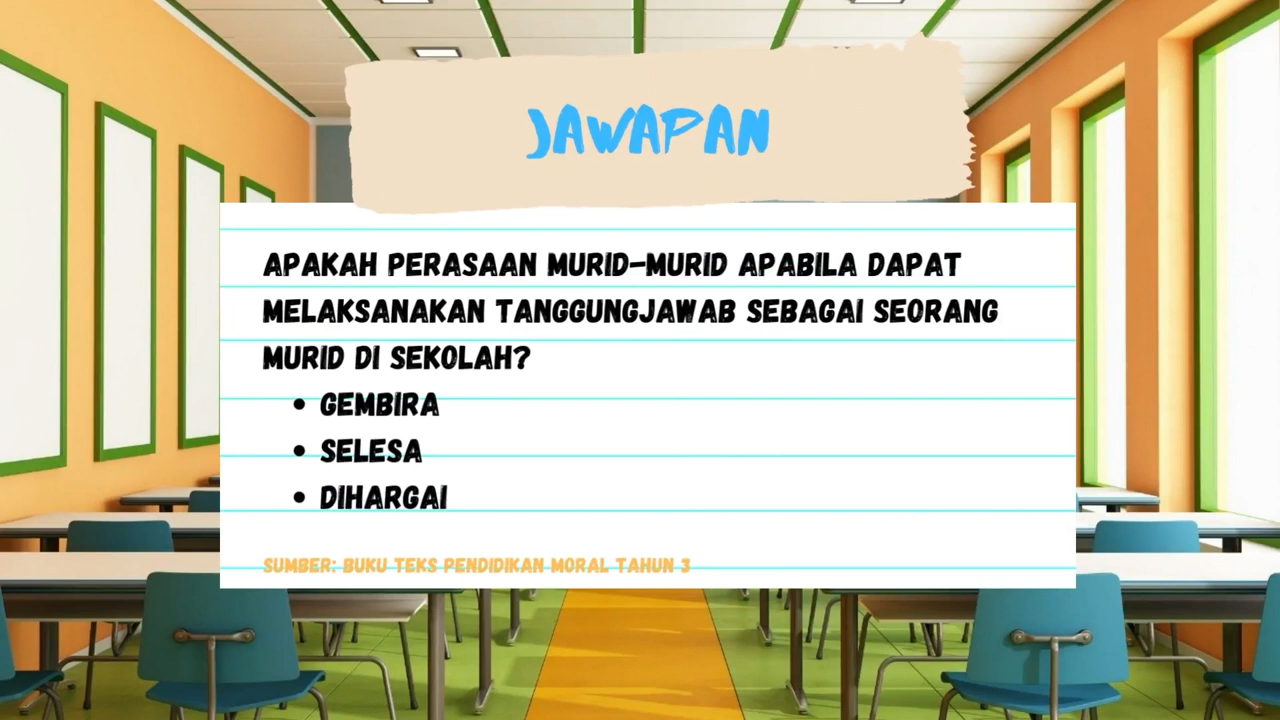 JAWAPAN
APAKAH PERASAAN MURID-MURID APABILA DAPAT
MELAKSANAKAN TANGGUNGJAWAB SEBAGAI SEORANG
MURID DI SEKOLAH?
• GEMBIRA
• SELESA
• DIHARGAI
SUMBER: BUKU TEKS PENDIDIKAN MORAL TAHUN 3